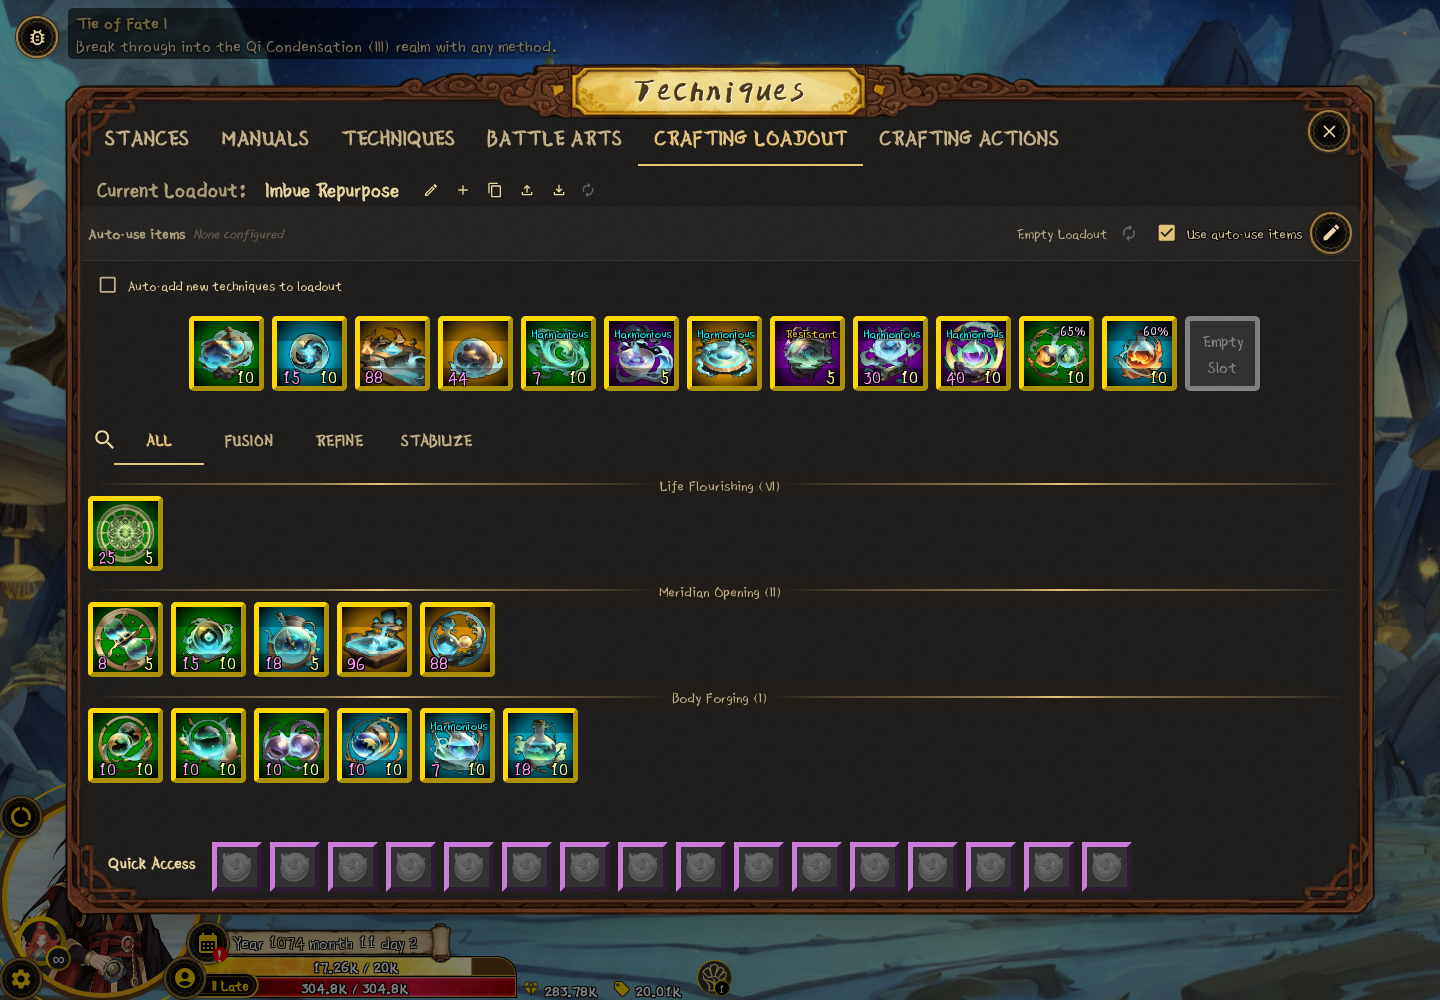 Tie of Fate I
Break through into the Qi Condensation (III) realm with any method.
Techniques
STANCES MANUALS TECHNIQUES BATTLE ARTS CRAFTING LOADOUT CRAFTING ACTIONS
Current Loadout: Imbue Repurpose
Auto-use items None configured Empty Loadout Use auto-use items
Auto-add new techniques to loadout
Harmonious Harmonious Harmonious Resistant Harmonious Harmonious 65% 60% Empty
10 15 10 88 44 7 10 5 5 30 10 40 10 10 10 Slot
ALL FUSION REFINE STABILIZE
Life Flourishing (VI)
25 5
Meridian Opening (II)
8 5 15 10 18 5 96 88
Body Forging (I)
Harmonious
10 10 10 10 10 10 10 10 7 10 18 10
Quick Access
Year 1074 month 11 day 2
17.26K / 20K
II Late 304.8K / 304.8K
283.78K 20.01K 1